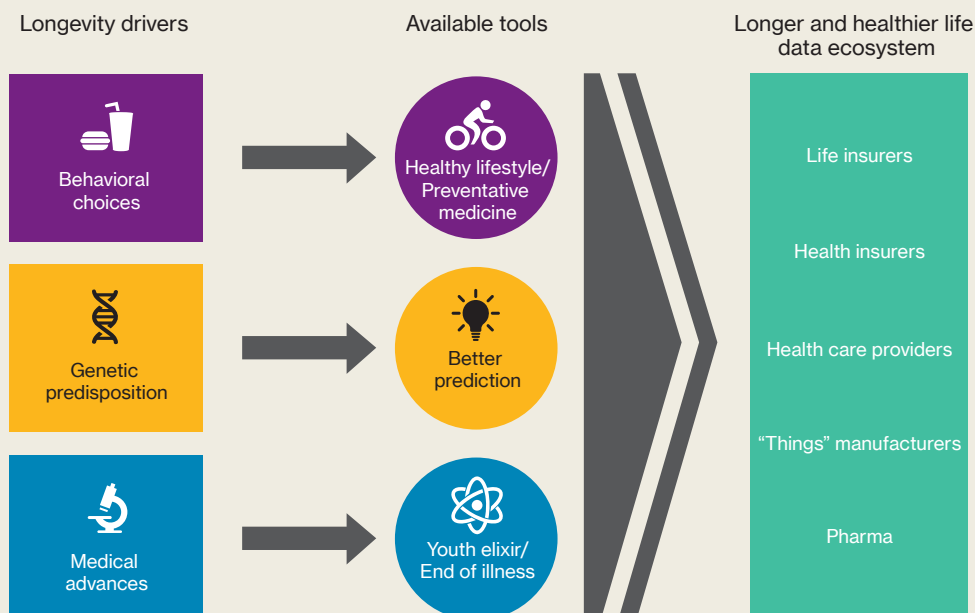 Longevity drivers
Available tools
Longer and healthier life
data ecosystem
Behavioral
choices
Healthy lifestyle/
Preventative
medicine
Genetic
predisposition
Better
prediction
Medical
advances
Youth elixir/
End of illness
Life insurers
Health insurers
Health care providers
“Things” manufacturers
Pharma